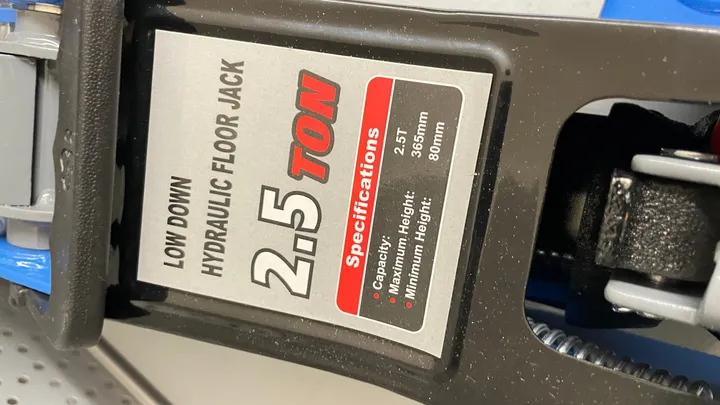 LOW DOWN
HYDRAULIC FLOOR JACK
2.5 TON
Specifications
Capacity: 2.5T
Maximum Height: 365mm
Minimum Height: 80mm